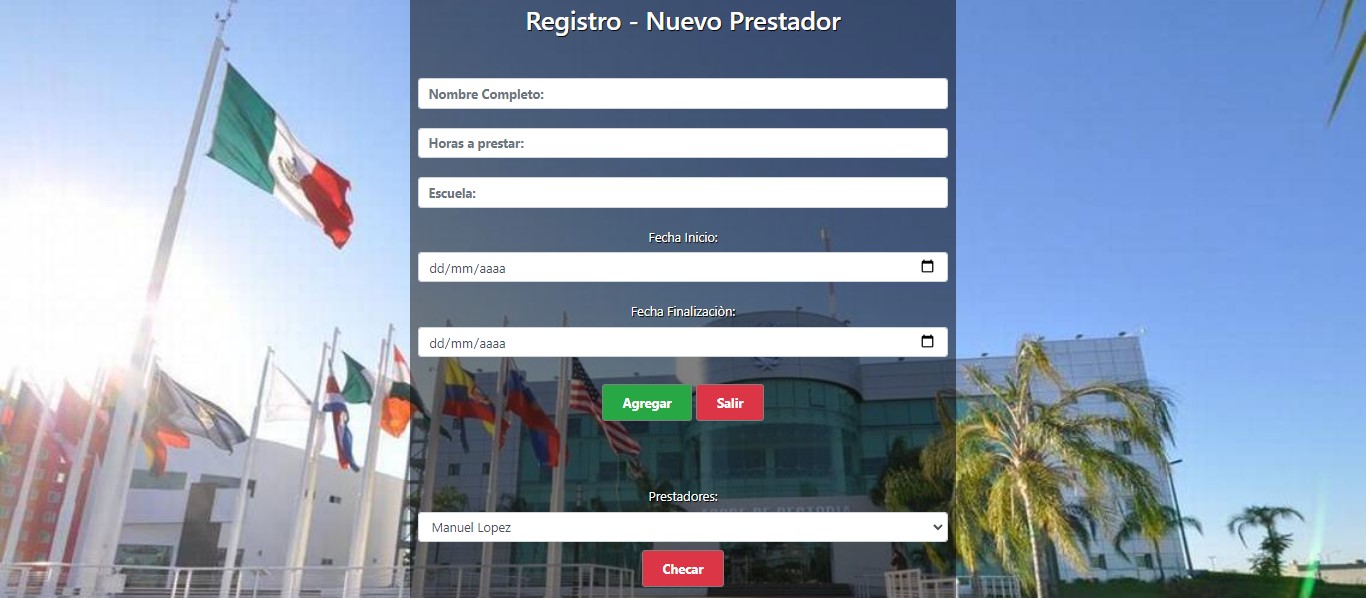 Registro - Nuevo Prestador
Nombre Completo:
Horas a prestar:
Escuela:
Fecha Inicio:
dd/mm/aaaa
Fecha Finalizaciòn:
dd/mm/aaaa
Agregar Salir
Prestadores:
Manuel Lopez
Checar